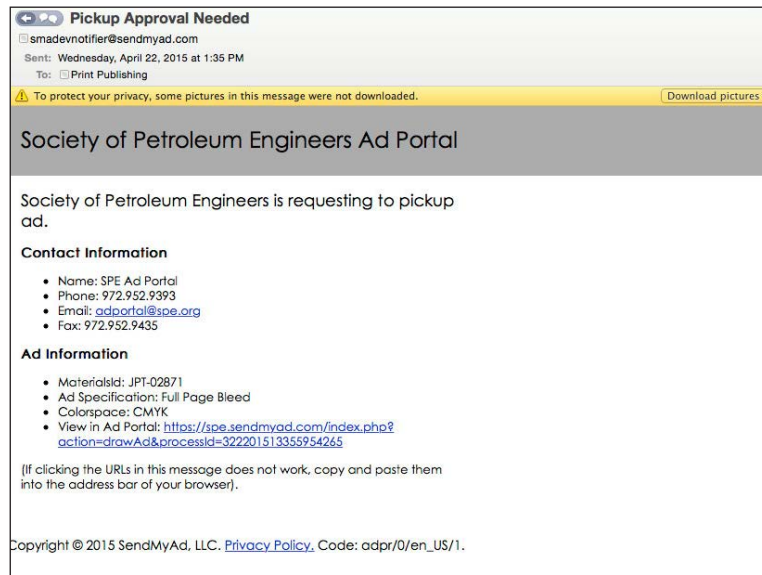 Pickup Approval Needed
smadevnotifier@sendmyad.com
Sent: Wednesday, April 22, 2015 at 1:35 PM
To: Print Publishing
To protect your privacy, some pictures in this message were not downloaded.
Download pictures
Society of Petroleum Engineers Ad Portal
Society of Petroleum Engineers is requesting to pickup
ad.
Contact Information
• Name: SPE Ad Portal
• Phone: 972.952.9393
• Email: adportal@spe.org
• Fax: 972.952.9435
Ad Information
• MaterialsId: JPT-02871
• Ad Specification: Full Page Bleed
• Colorspace: CMYK
• View in Ad Portal: https://spe.sendmyad.com/index.php?
action=drawAd&processId=322201513355954265
(If clicking the URLs in this message does not work, copy and paste them
into the address bar of your browser).
Copyright © 2015 SendMyAd, LLC. Privacy Policy. Code: adpr/0/en_US/1.